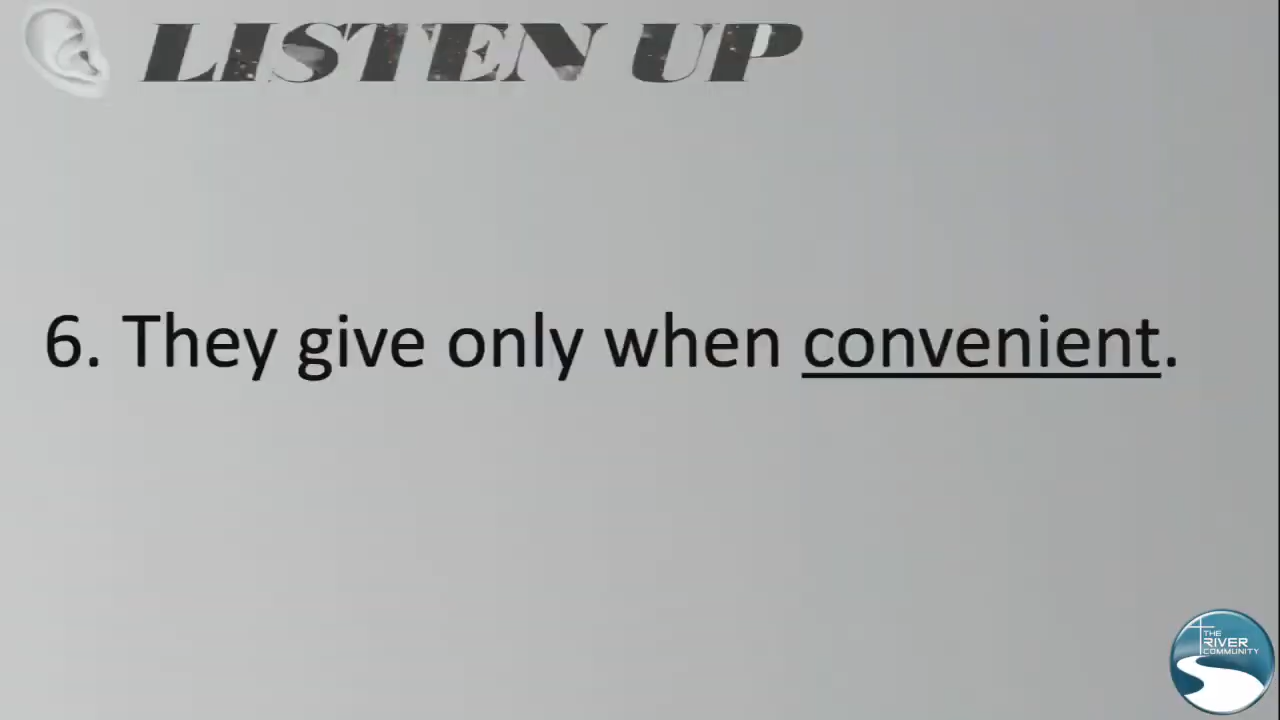 LISTEN UP
6. They give only when convenient.
THE
RIVER
COMMUNITY